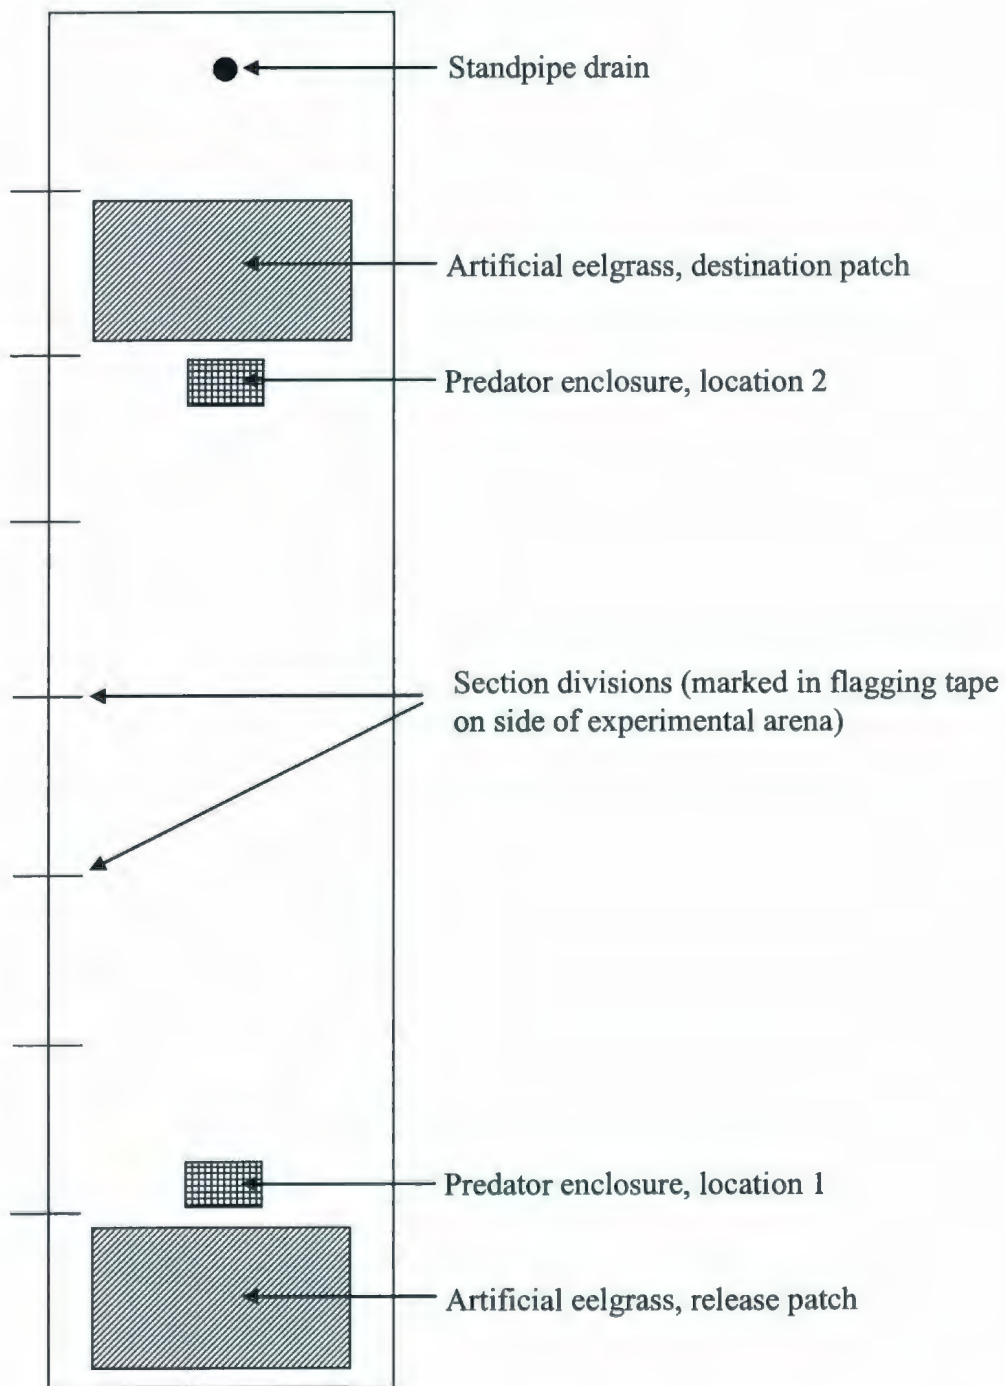 Standpipe drain
Artificial eelgrass, destination patch
Predator enclosure, location 2
Section divisions (marked in flagging tape
on side of experimental arena)
Predator enclosure, location 1
Artificial eelgrass, release patch